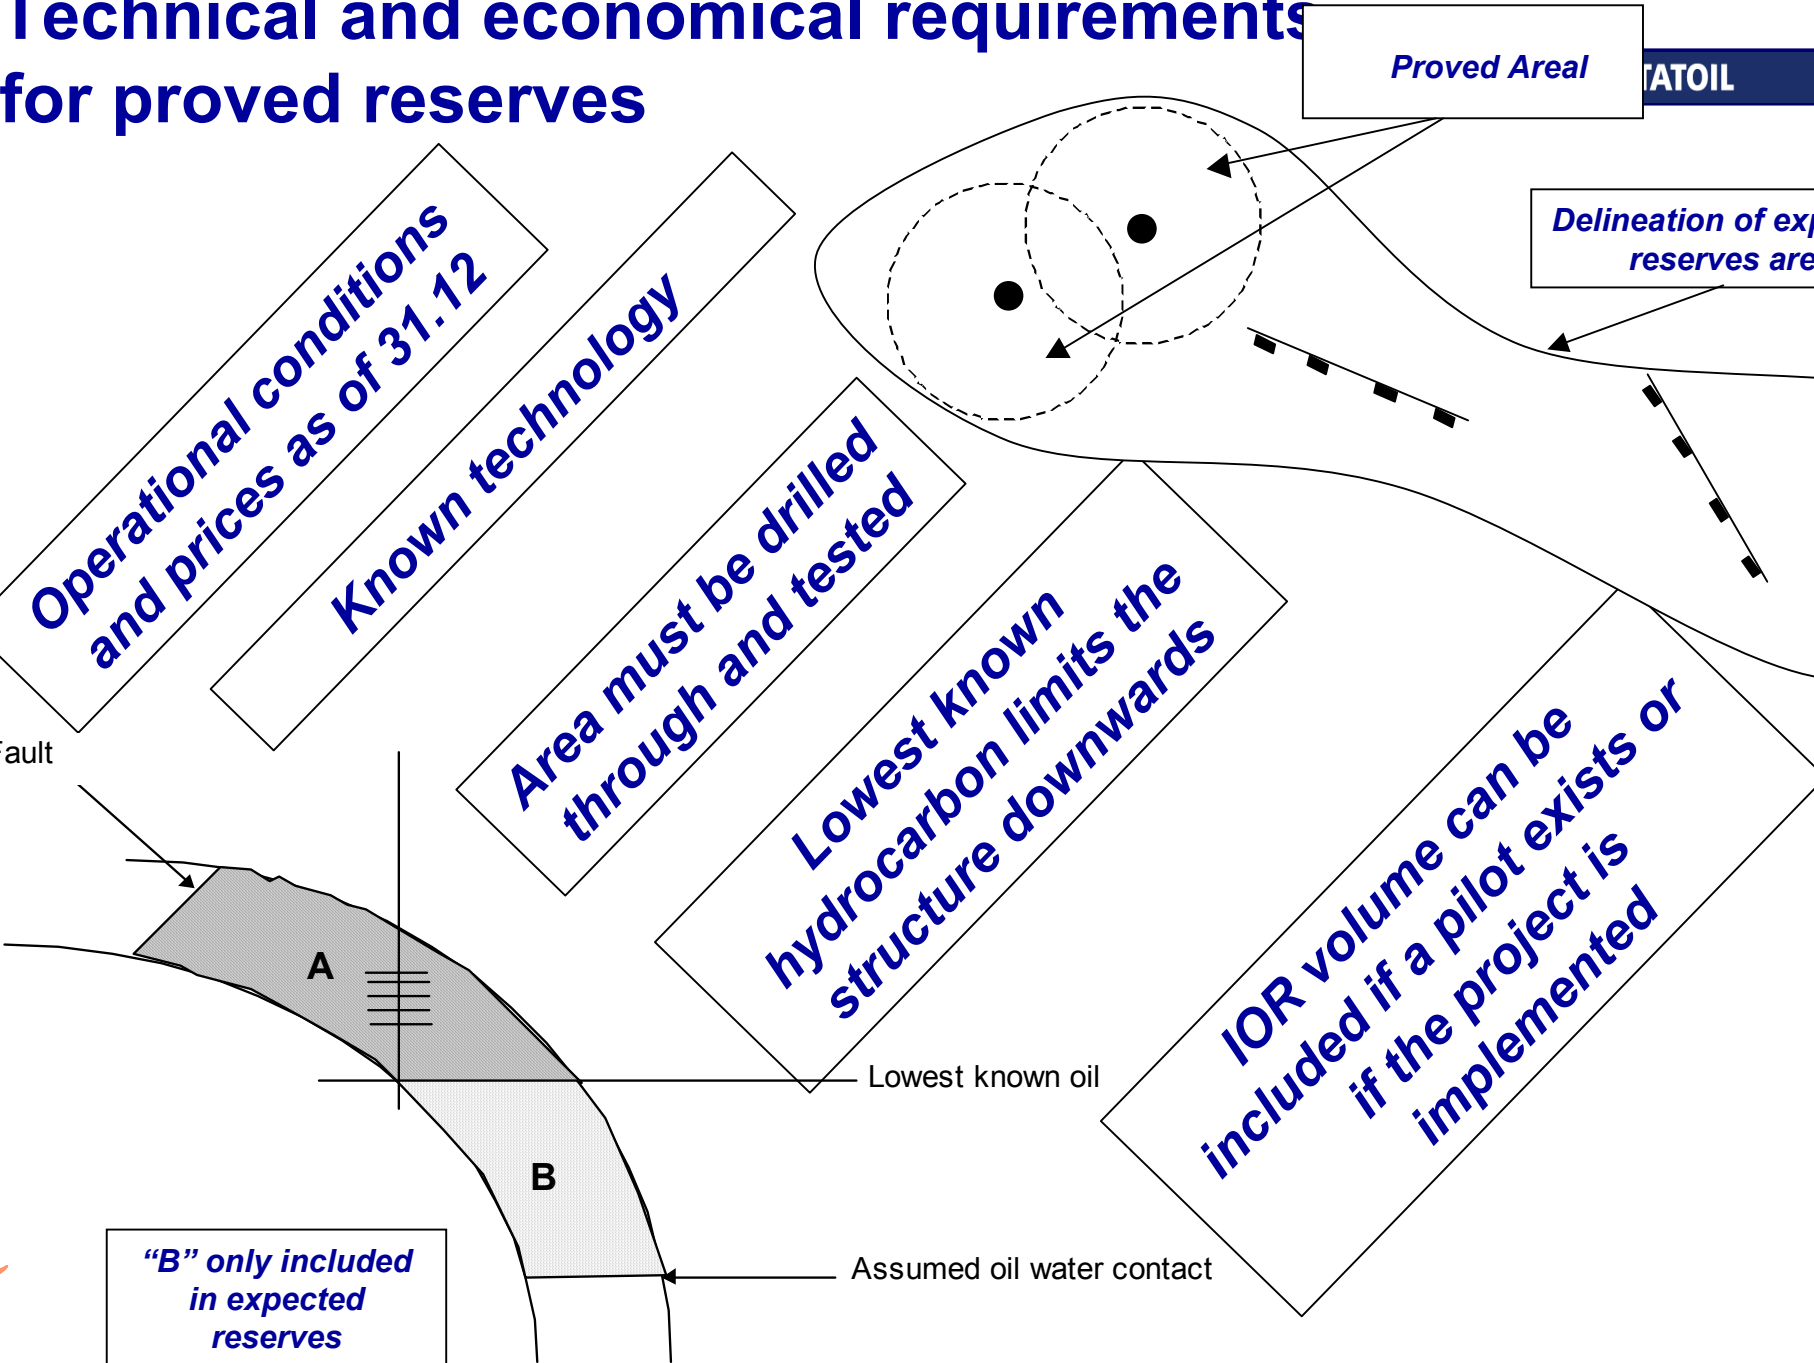 Technical and economical requirements
for proved reserves
Proved Areal
TATOIL
Delineation of exp
reserves are
Operational conditions
and prices as of 31.12
Known technology
Area must be drilled
through and tested
Lowest known
hydrocarbon limits the
structure downwards
IOR volume can be
included if a pilot exists or
if the project is
implemented
Fault
A
Lowest known oil
B
Assumed oil water contact
“B” only included
in expected
reserves